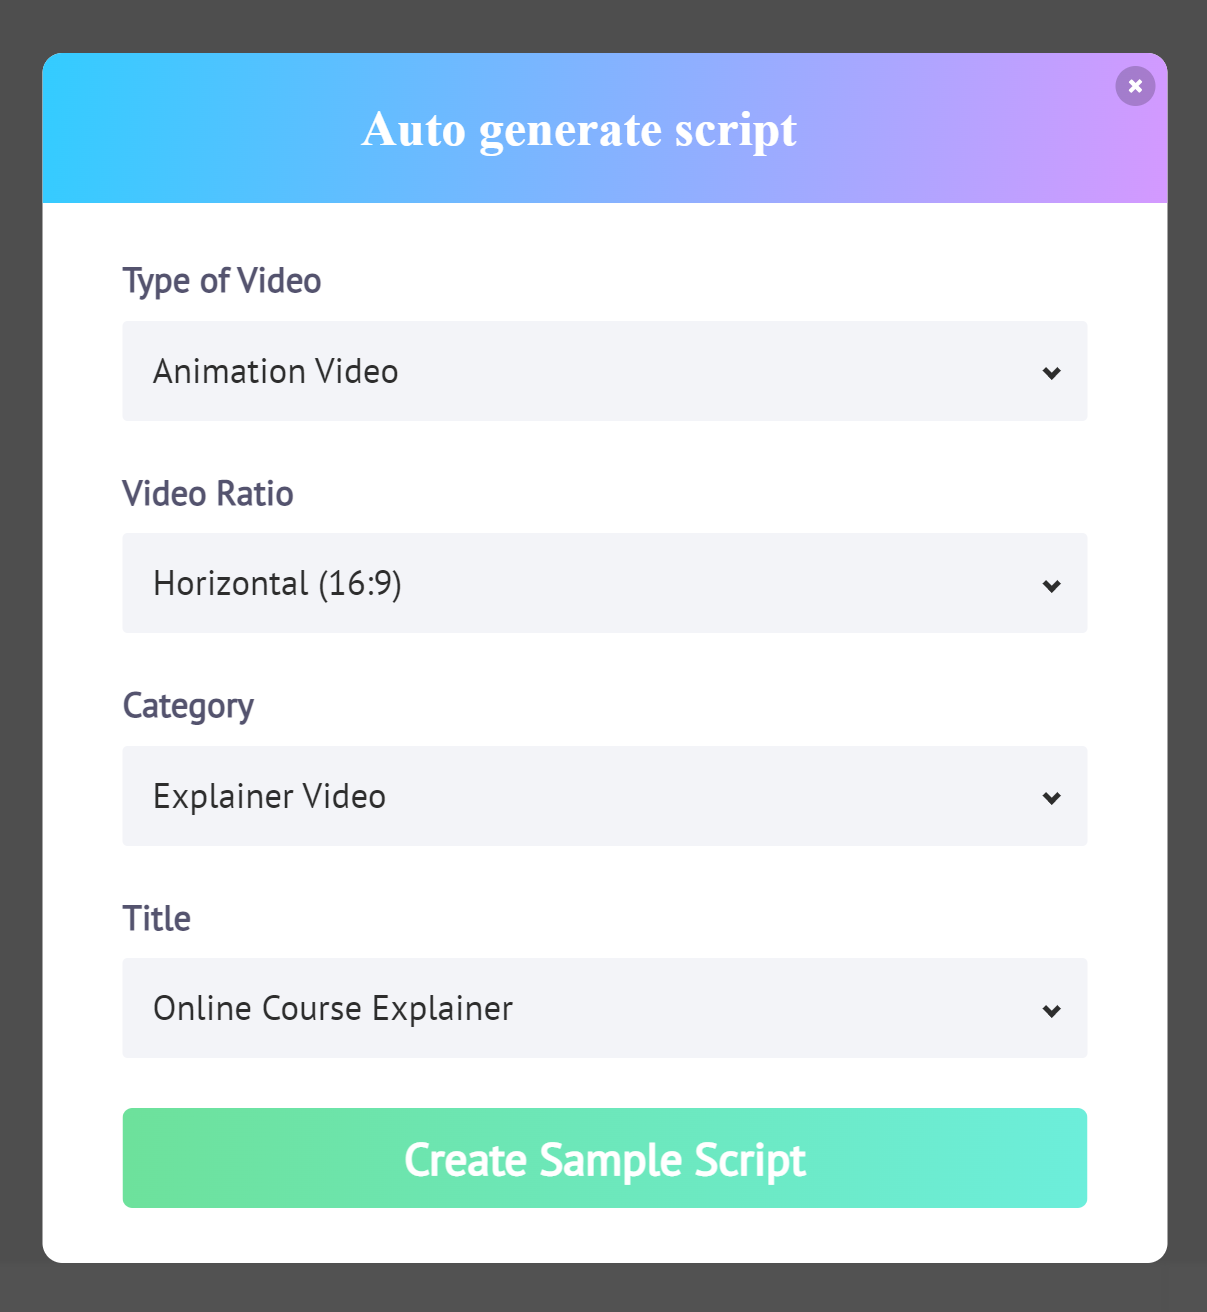 Auto generate script
Type of Video
Animation Video
Video Ratio
Horizontal (16:9)
Category
Explainer Video
Title
Online Course Explainer
Create Sample Script